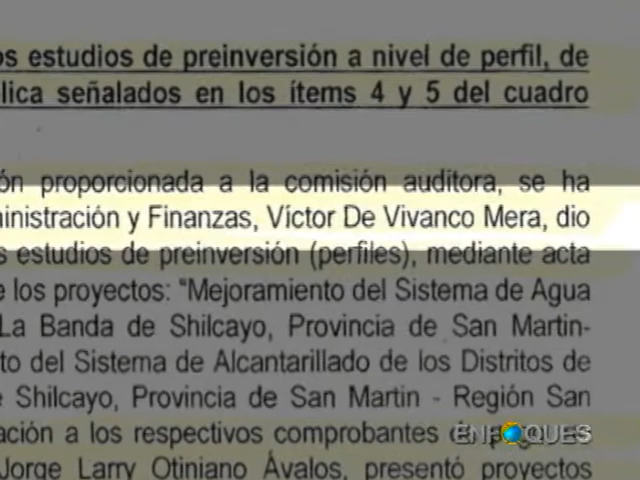 os estudios de preinversión a nivel de perfil, de
lica señalados en los ítems 4 y 5 del cuadro
ón proporcionada a la comisión auditora, se ha
ministración y Finanzas, Víctor De Vivanco Mera, dio
s estudios de preinversión (perfiles), mediante acta
e los proyectos: "Mejoramiento del Sistema de Agua
La Banda de Shilcayo, Provincia de San Martin-
to del Sistema de Alcantarillado de los Distritos de
e Shilcayo, Provincia de San Martin - Región San
ación a los respectivos comprobantes
ENFOQUES
Jorge Larry Otiniano Ávalos, presentó proyectos